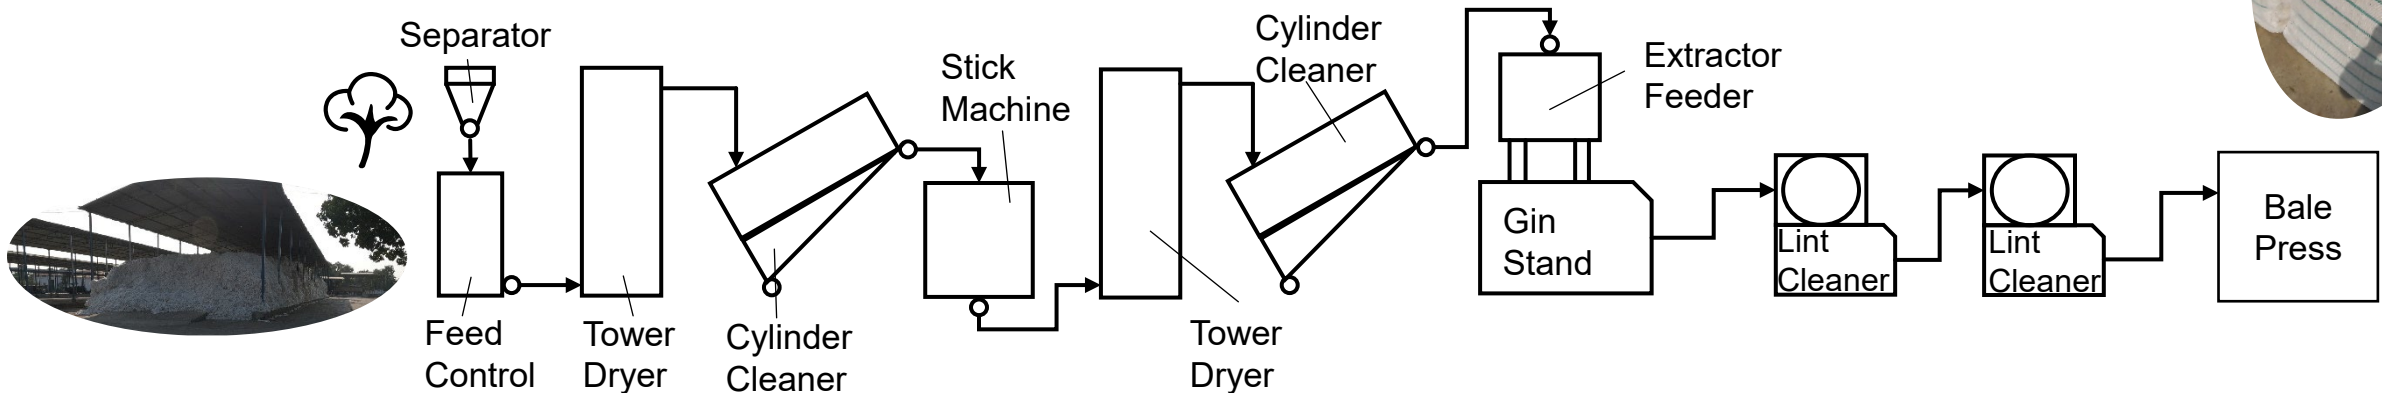 Separator
Feed
Control
Tower
Dryer
Cylinder
Cleaner
Stick
Machine
Tower
Dryer
Cylinder
Cleaner
Extractor
Feeder
Gin
Stand
Lint
Cleaner
Lint
Cleaner
Bale
Press